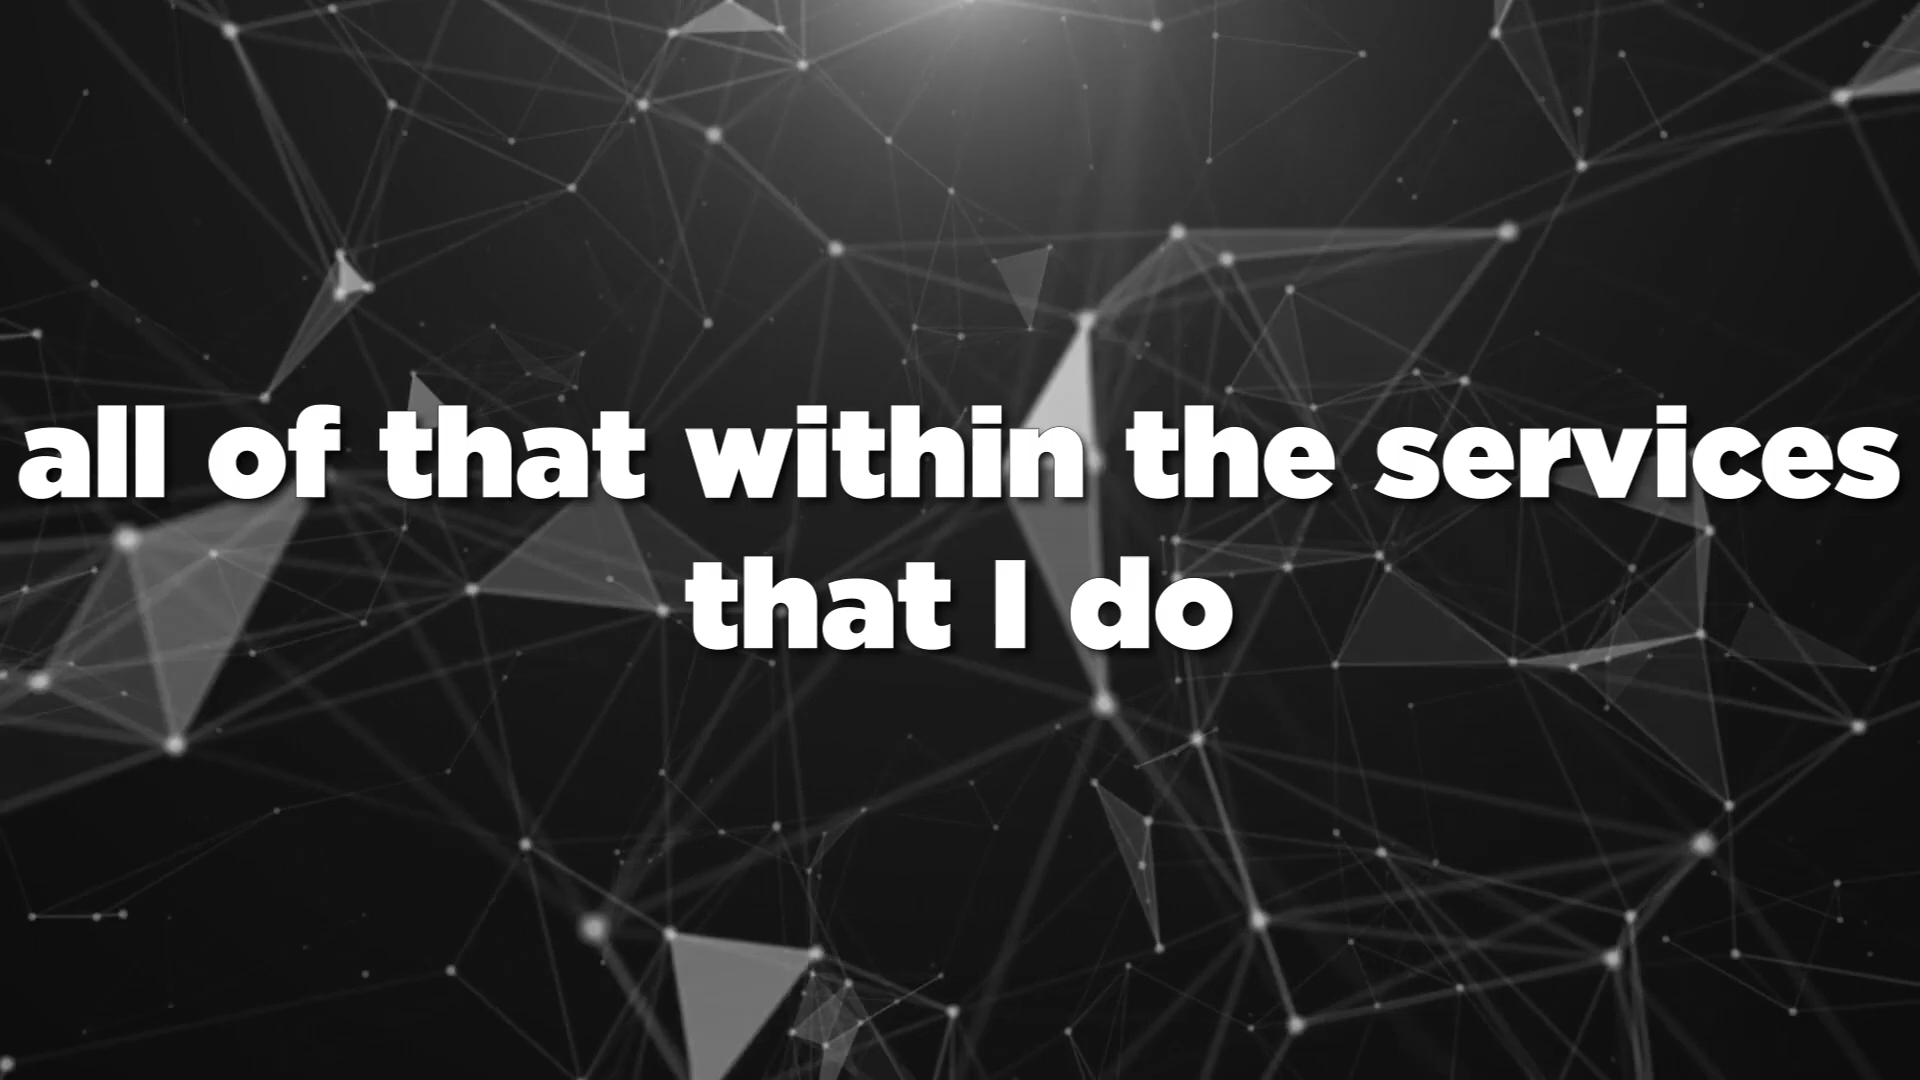 all of that within the services
that I do